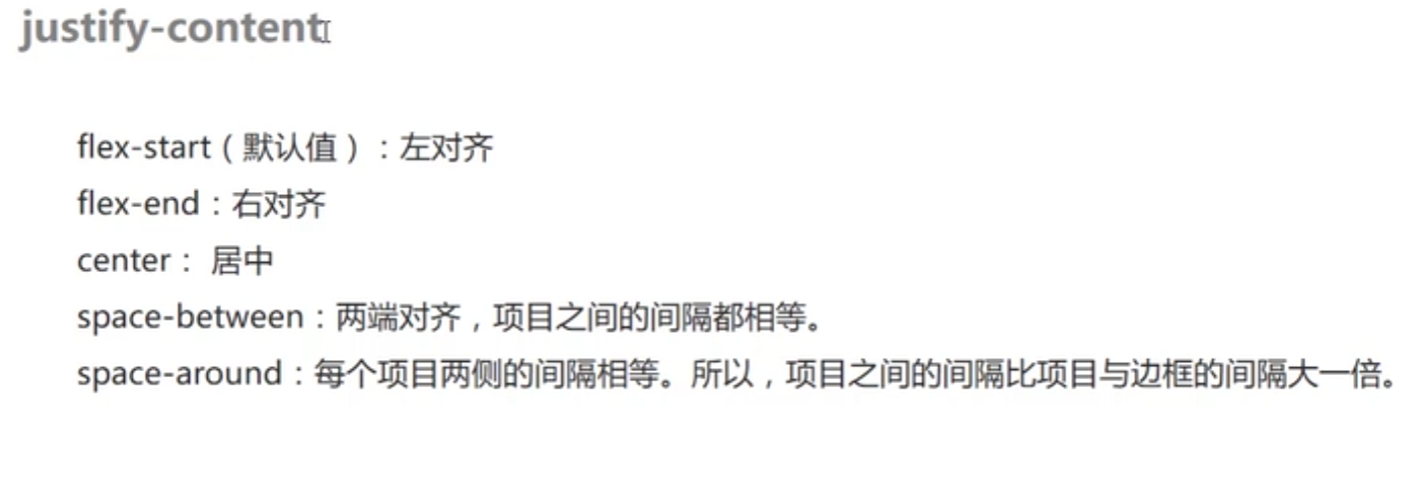 justify-content
flex-start（默认值）：左对齐
flex-end：右对齐
center： 居中
space-between：两端对齐，项目之间的间隔都相等。
space-around：每个项目两侧的间隔相等。所以，项目之间的间隔比项目与边框的间隔大一倍。